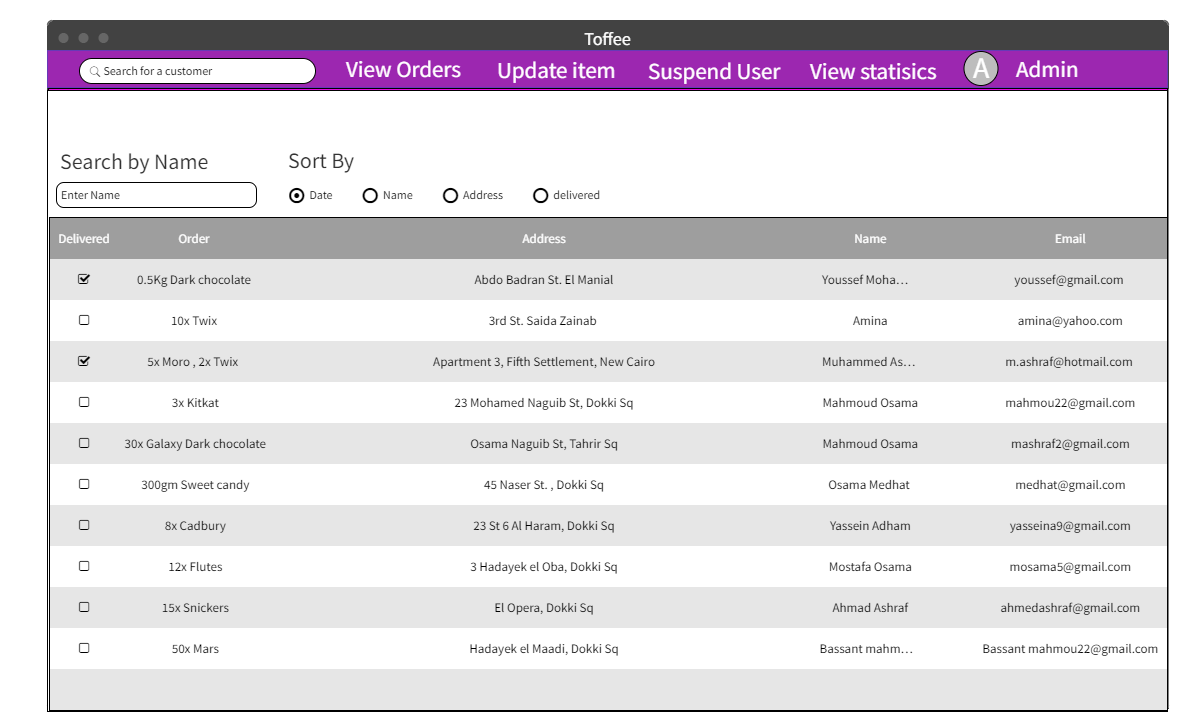 Toffee
Search for a customer View Orders Update item Suspend User View statisics A Admin
Search by Name Sort By
Enter Name Date Name Address delivered
Delivered Order Address Name Email
0.5Kg Dark chocolate Abdo Badran St. El Manial Youssef Moha... youssef@gmail.com
10x Twix 3rd St. Saida Zainab Amina amina@yahoo.com
5x Moro , 2x Twix Apartment 3, Fifth Settlement, New Cairo Muhammed As... m.ashraf@hotmail.com
3x Kitkat 23 Mohamed Naguib St, Dokki Sq Mahmoud Osama mahmou22@gmail.com
30x Galaxy Dark chocolate Osama Naguib St, Tahrir Sq Mahmoud Osama mashraf2@gmail.com
300gm Sweet candy 45 Naser St. , Dokki Sq Osama Medhat medhat@gmail.com
8x Cadbury 23 St 6 Al Haram, Dokki Sq Yassein Adham yasseina9@gmail.com
12x Flutes 3 Hadayek el Oba, Dokki Sq Mostafa Osama mosama5@gmail.com
15x Snickers El Opera, Dokki Sq Ahmad Ashraf ahmedashraf@gmail.com
50x Mars Hadayek el Maadi, Dokki Sq Bassant mahm... Bassant mahmou22@gmail.com